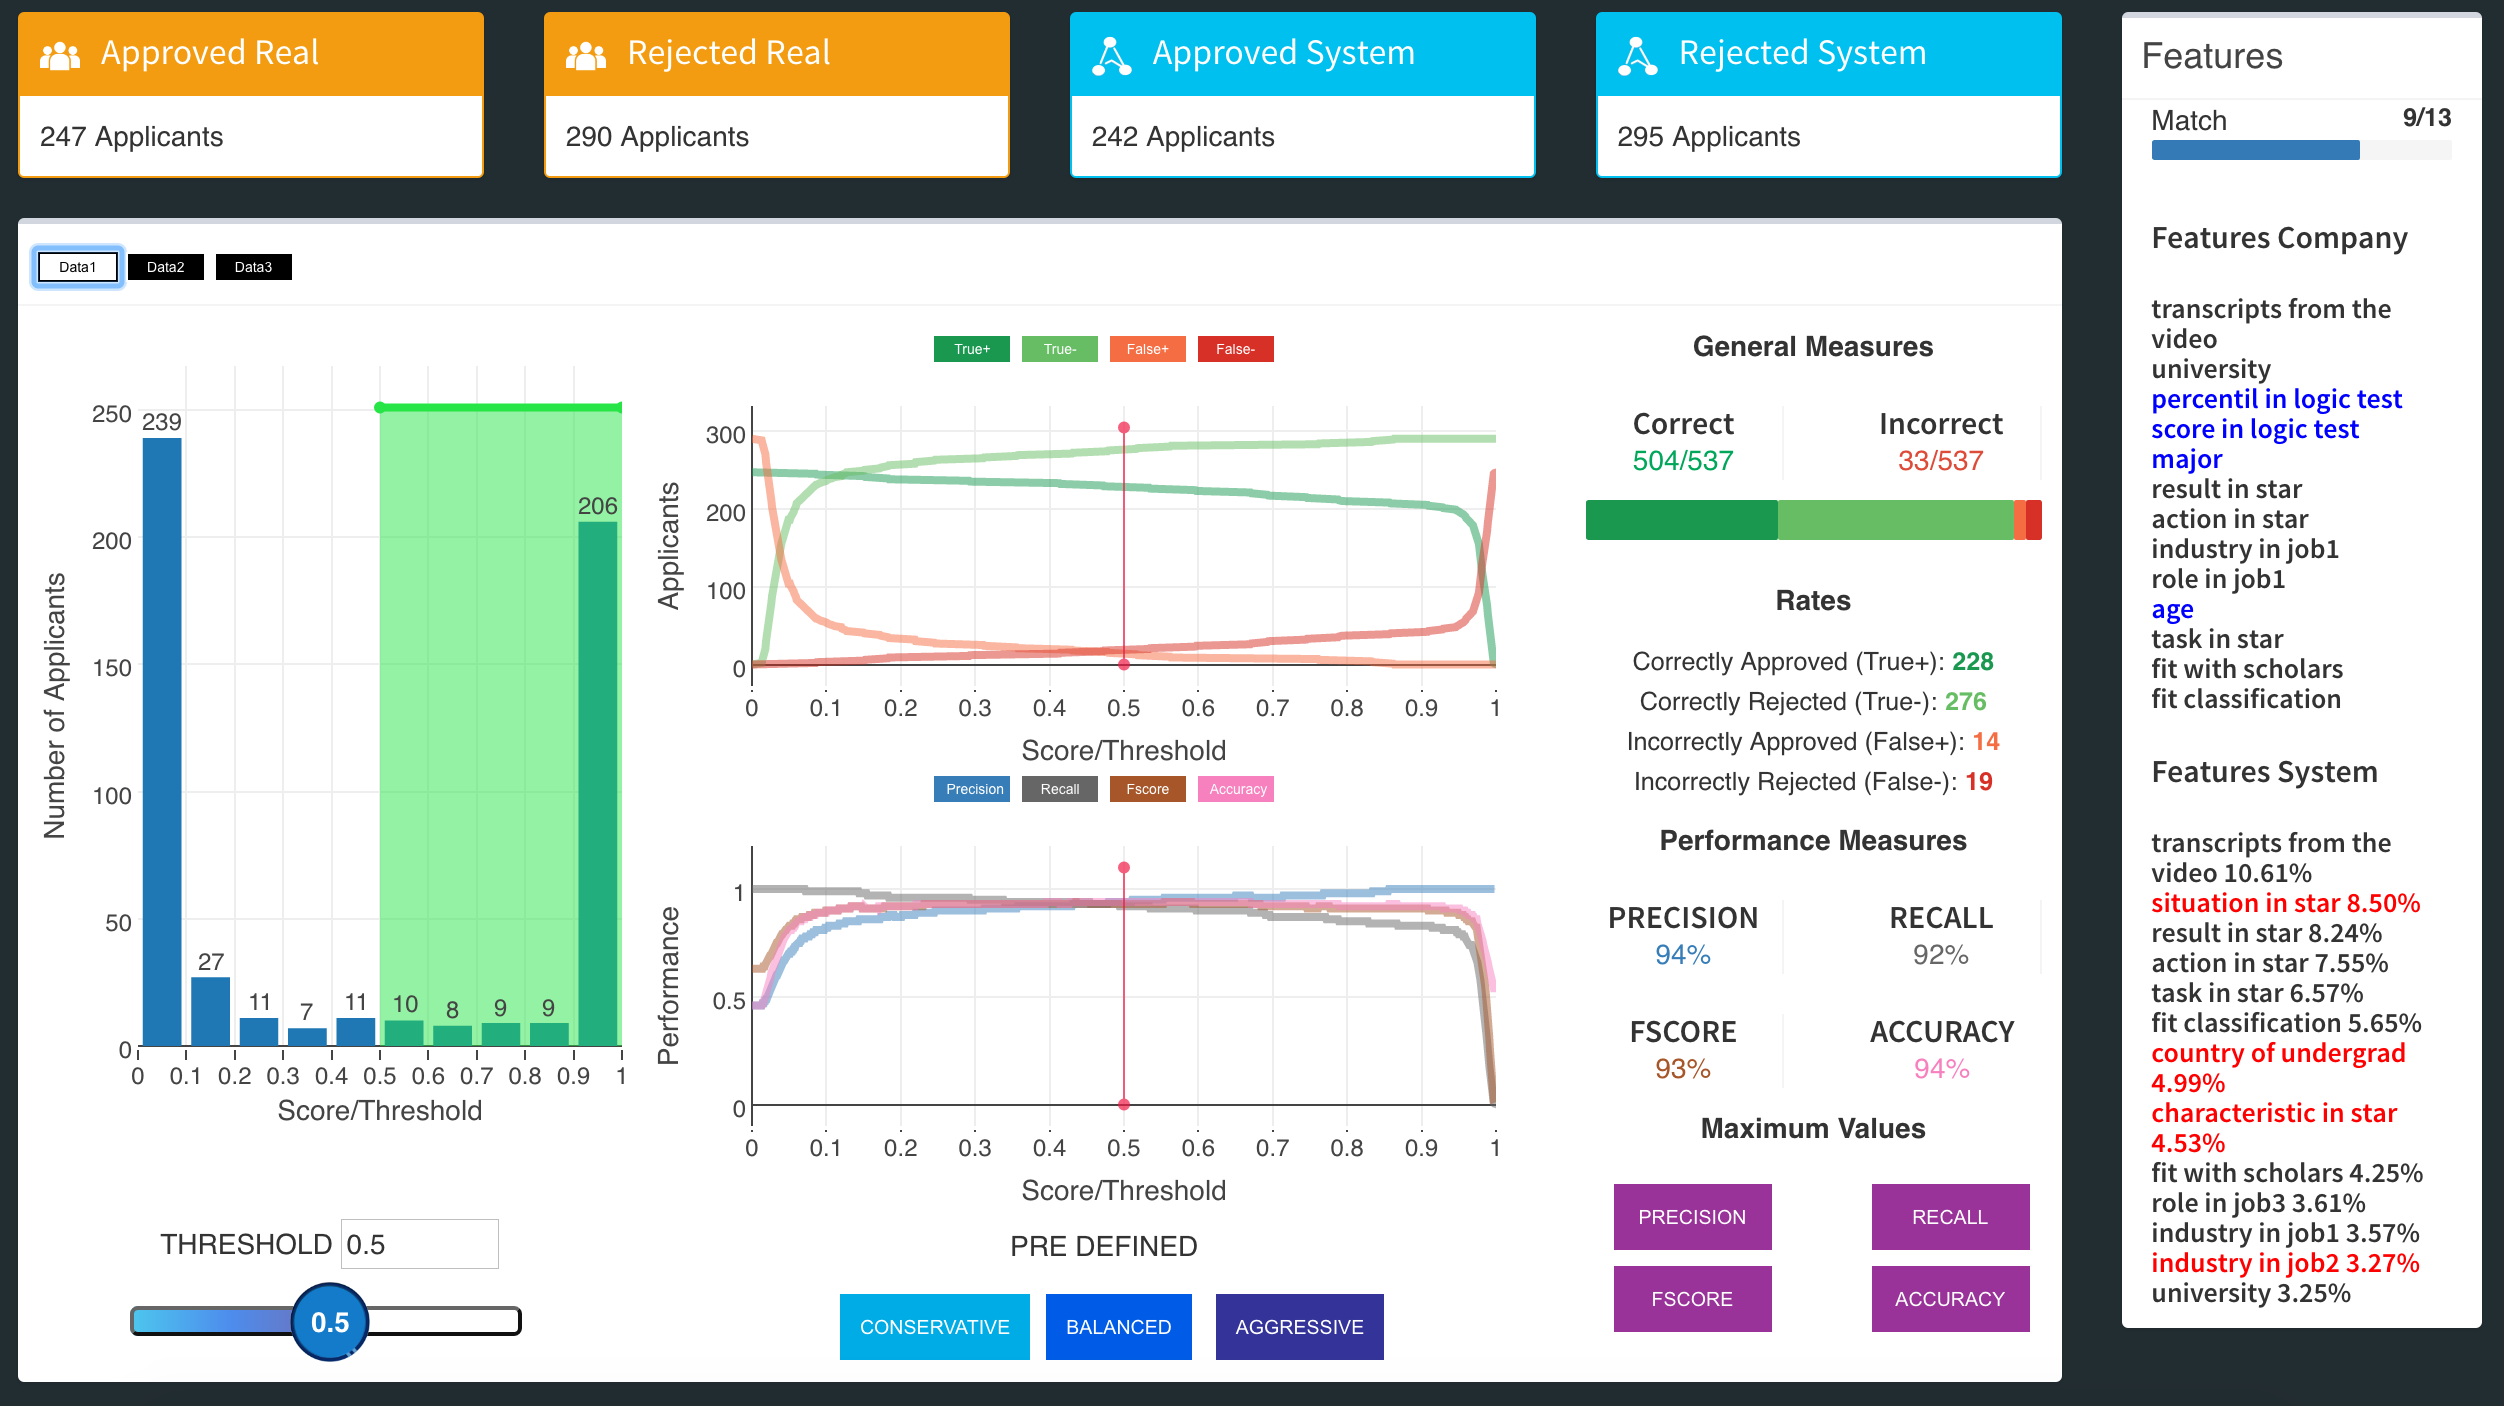 Approved Real
247 Applicants
Rejected Real
290 Applicants
Approved System
242 Applicants
Rejected System
295 Applicants
Data1
Data2
Data3
250
200
150
100
50
0
239
27
11
7
11
10
8
9
9
206
0 0.1 0.2 0.3 0.4 0.5 0.6 0.7 0.8 0.9 1
Number of Applicants
Score/Threshold
THRESHOLD 0.5
0.5
True+
True-
False+
False-
300
200
100
0
Applicants
0 0.1 0.2 0.3 0.4 0.5 0.6 0.7 0.8 0.9 1
Score/Threshold
Precision
Recall
Fscore
Accuracy
1
0.5
0
Performance
0 0.1 0.2 0.3 0.4 0.5 0.6 0.7 0.8 0.9 1
Score/Threshold
PRE DEFINED
CONSERVATIVE
BALANCED
AGGRESSIVE
General Measures
Correct
504/537
Incorrect
33/537
Rates
Correctly Approved (True+): 228
Correctly Rejected (True-): 276
Incorrectly Approved (False+): 14
Incorrectly Rejected (False-): 19
Performance Measures
PRECISION
94%
RECALL
92%
FSCORE
93%
ACCURACY
94%
Maximum Values
PRECISION
RECALL
FSCORE
ACCURACY
Features
Match 9/13
Features Company
transcripts from the
video
university
percentil in logic test
score in logic test
major
result in star
action in star
industry in job1
role in job1
age
task in star
fit with scholars
fit classification
Features System
transcripts from the
video 10.61%
situation in star 8.50%
result in star 8.24%
action in star 7.55%
task in star 6.57%
fit classification 5.65%
country of undergrad
4.99%
characteristic in star
4.53%
fit with scholars 4.25%
role in job3 3.61%
industry in job1 3.57%
industry in job2 3.27%
university 3.25%